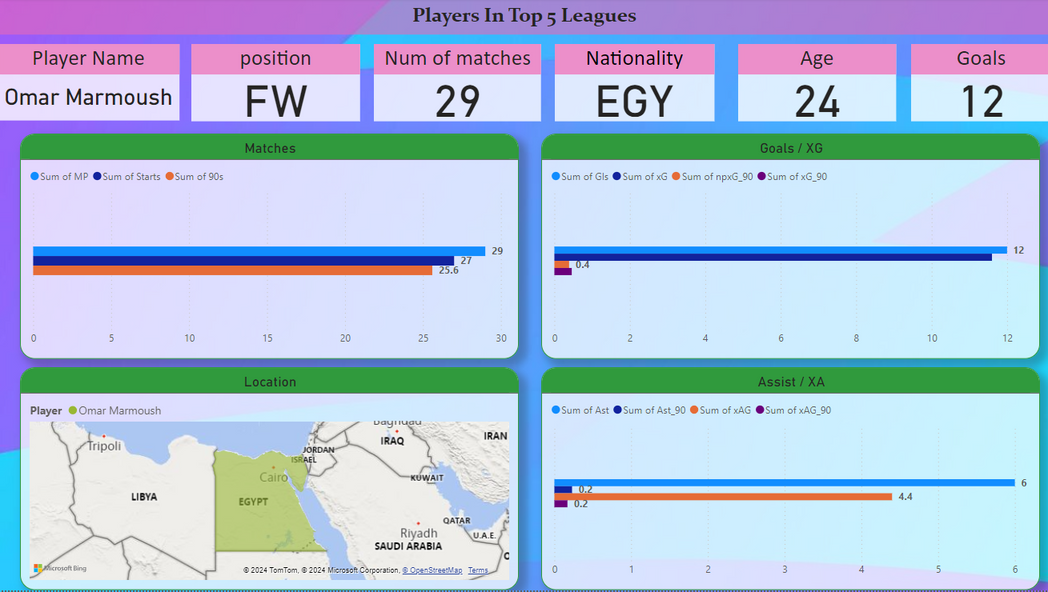 Players In Top 5 Leagues
Player Name
position
Num of matches
Nationality
Age
Goals
Omar Marmoush
FW
29
EGY
24
12
Matches
Sum of MP Sum of Starts Sum of 90s
29
27
25.6
0 5 10 15 20 25 30
Goals / XG
Sum of Gls Sum of xG Sum of npxG_90 Sum of xG_90
12
0.4
0 2 4 6 8 10 12
Location
Player Omar Marmoush
Tripoli
Baghdad
IRAQ
IRAN
JORDAN
ISRAEL
Cairo
KUWAIT
LIBYA
EGYPT
QATAR
Riyadh
U.A.E.
SAUDI ARABIA
Microsoft Bing
© 2024 TomTom, © 2024 Microsoft Corporation, © OpenStreetMap Terms
Assist / XA
Sum of Ast Sum of Ast_90 Sum of xAG Sum of xAG_90
6
0.2
4.4
0.2
0 1 2 3 4 5 6